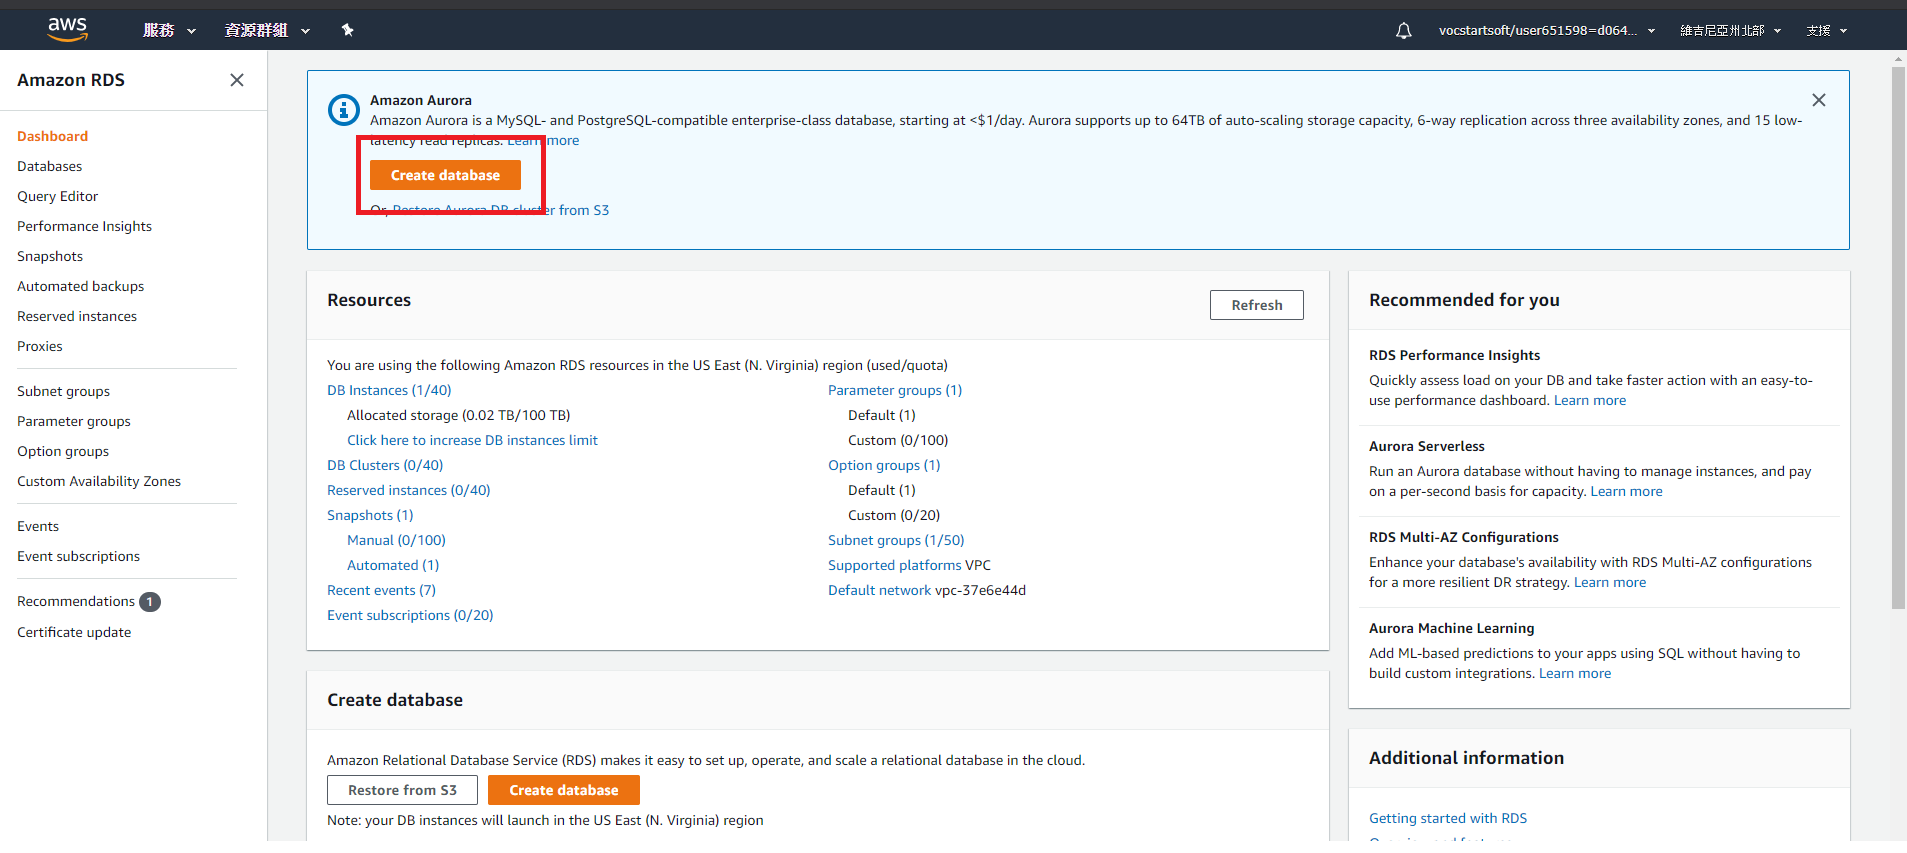 aws
服務
資源群組
vocstartsoft/user651598=d064...
維吉尼亞州北部
支援
Amazon RDS
Dashboard
Databases
Query Editor
Performance Insights
Snapshots
Automated backups
Reserved instances
Proxies
Subnet groups
Parameter groups
Option groups
Custom Availability Zones
Events
Event subscriptions
Recommendations 1
Certificate update
Amazon Aurora
Amazon Aurora is a MySQL- and PostgreSQL-compatible enterprise-class database, starting at <$1/day. Aurora supports up to 64TB of auto-scaling storage capacity, 6-way replication across three availability zones, and 15 low-
latency read replicas. Learn more
Create database
Or, Restore Aurora DB cluster from S3
Resources
Refresh
You are using the following Amazon RDS resources in the US East (N. Virginia) region (used/quota)
DB Instances (1/40)
Allocated storage (0.02 TB/100 TB)
Click here to increase DB instances limit
DB Clusters (0/40)
Reserved instances (0/40)
Snapshots (1)
Manual (0/100)
Automated (1)
Recent events (7)
Event subscriptions (0/20)
Parameter groups (1)
Default (1)
Custom (0/100)
Option groups (1)
Default (1)
Custom (0/20)
Subnet groups (1/50)
Supported platforms VPC
Default network vpc-37e6e44d
Create database
Amazon Relational Database Service (RDS) makes it easy to set up, operate, and scale a relational database in the cloud.
Restore from S3
Create database
Note: your DB instances will launch in the US East (N. Virginia) region
Recommended for you
RDS Performance Insights
Quickly assess load on your DB and take faster action with an easy-to-
use performance dashboard. Learn more
Aurora Serverless
Run an Aurora database without having to manage instances, and pay
on a per-second basis for capacity. Learn more
RDS Multi-AZ Configurations
Enhance your database's availability with RDS Multi-AZ configurations
for a more resilient DR strategy. Learn more
Aurora Machine Learning
Add ML-based predictions to your apps using SQL without having to
build custom integrations. Learn more
Additional information
Getting started with RDS